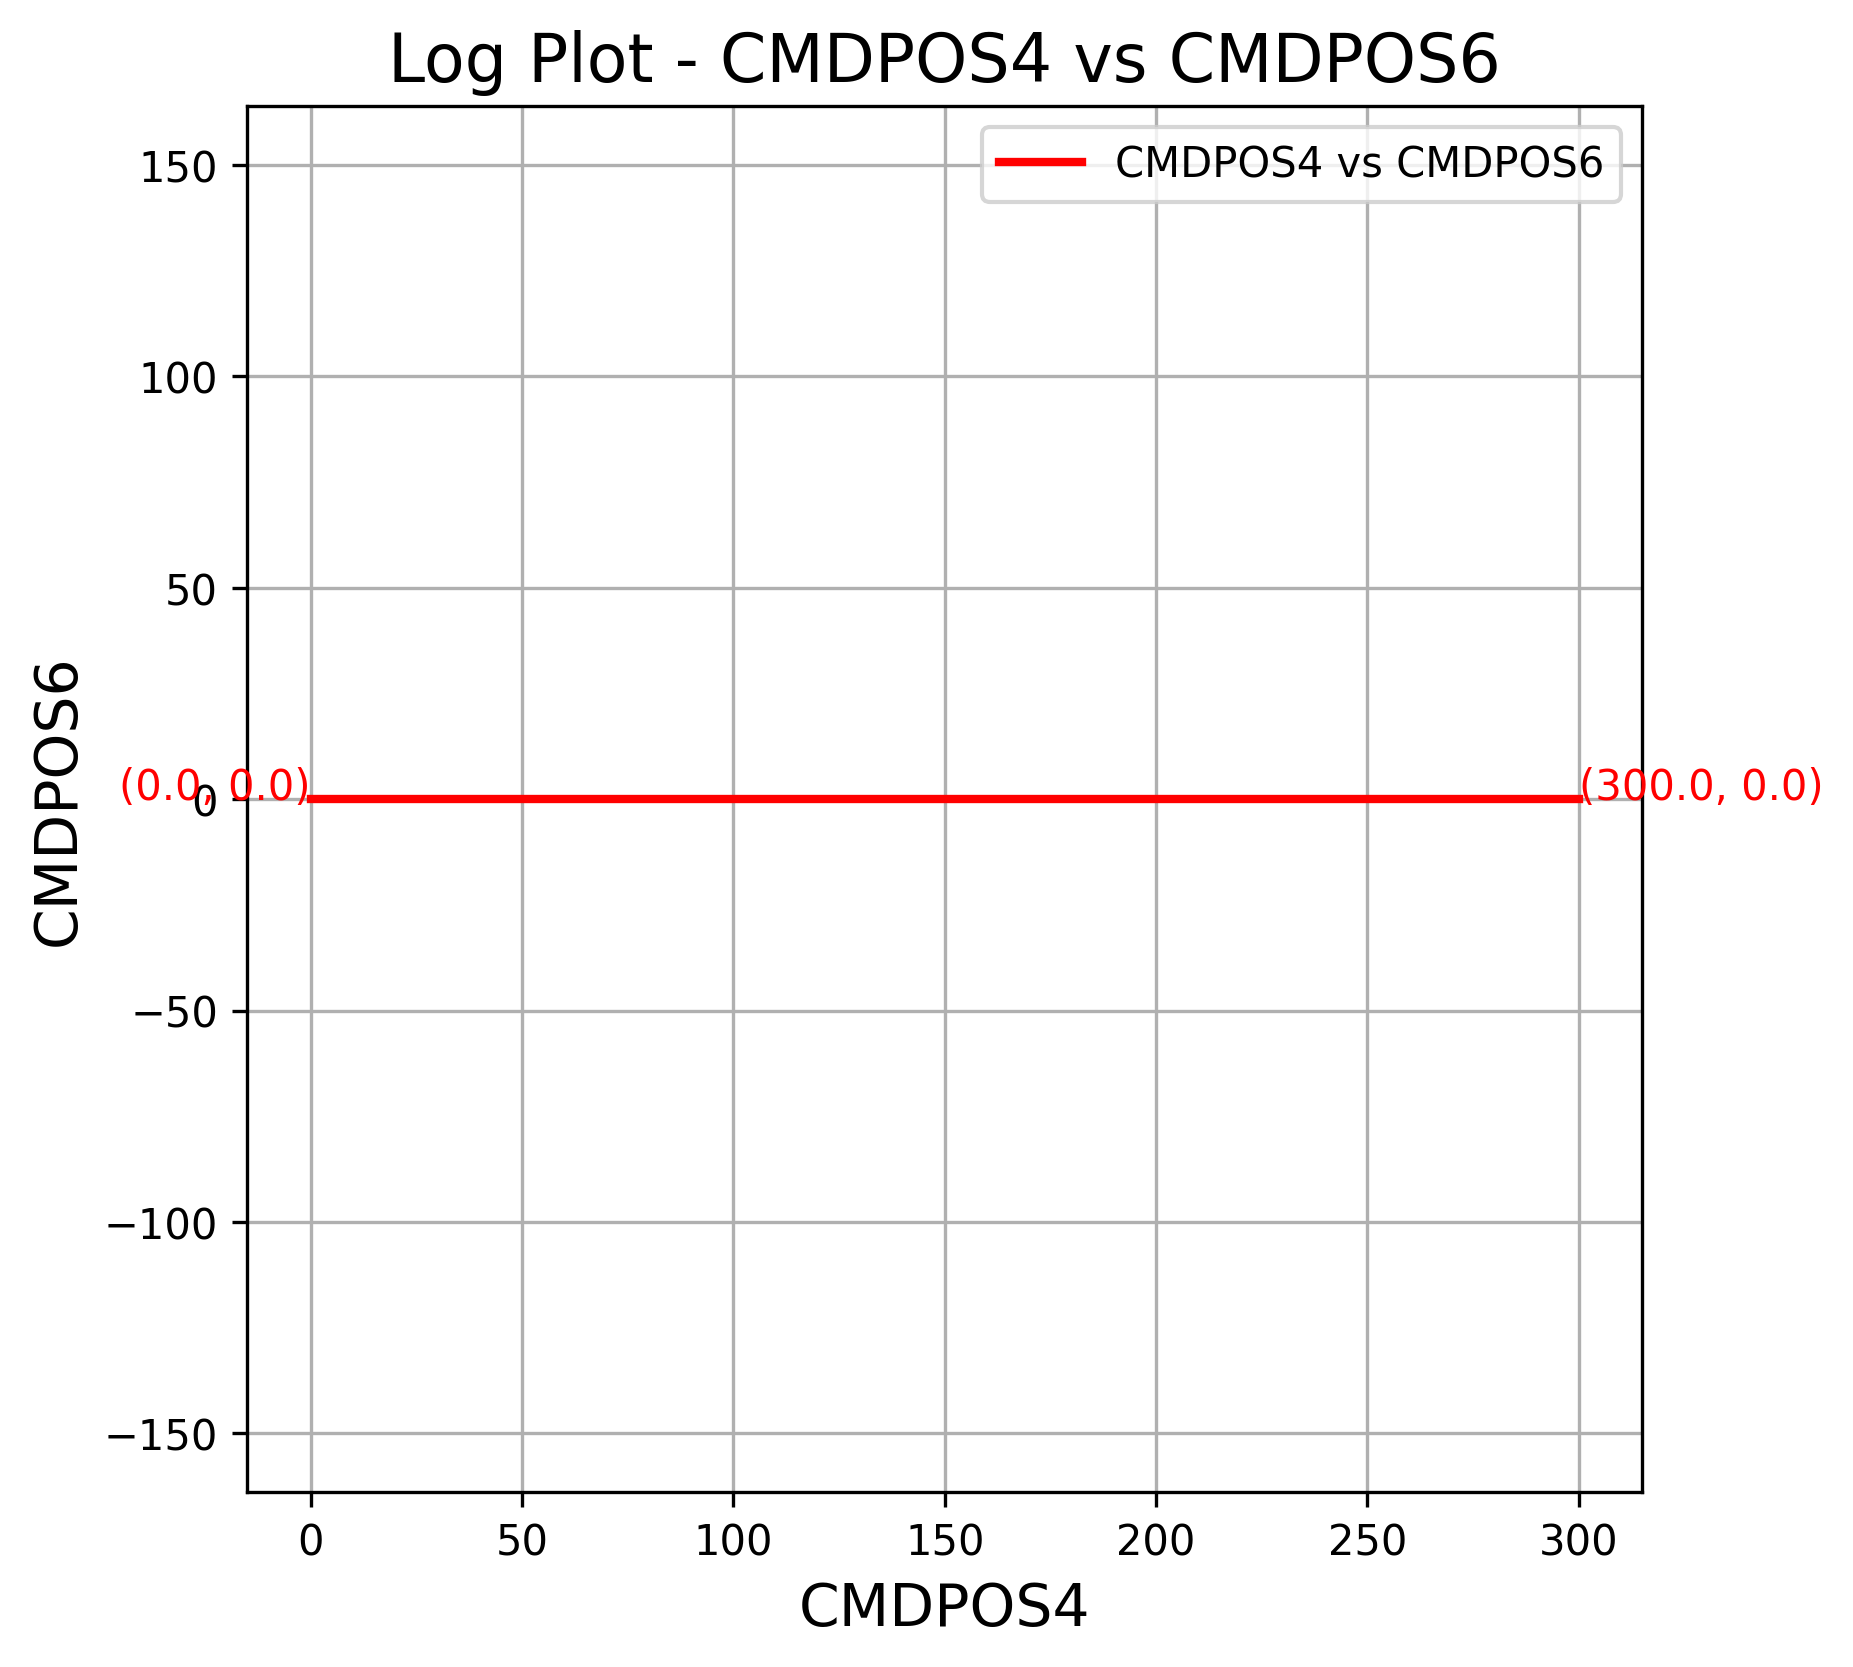 Log Plot - CMDPOS4 vs CMDPOS6
CMDPOS4 vs CMDPOS6
150
100
50
0
−50
−100
−150
CMDPOS6
(0.0, 0.0)
(300.0, 0.0)
0 50 100 150 200 250 300
CMDPOS4